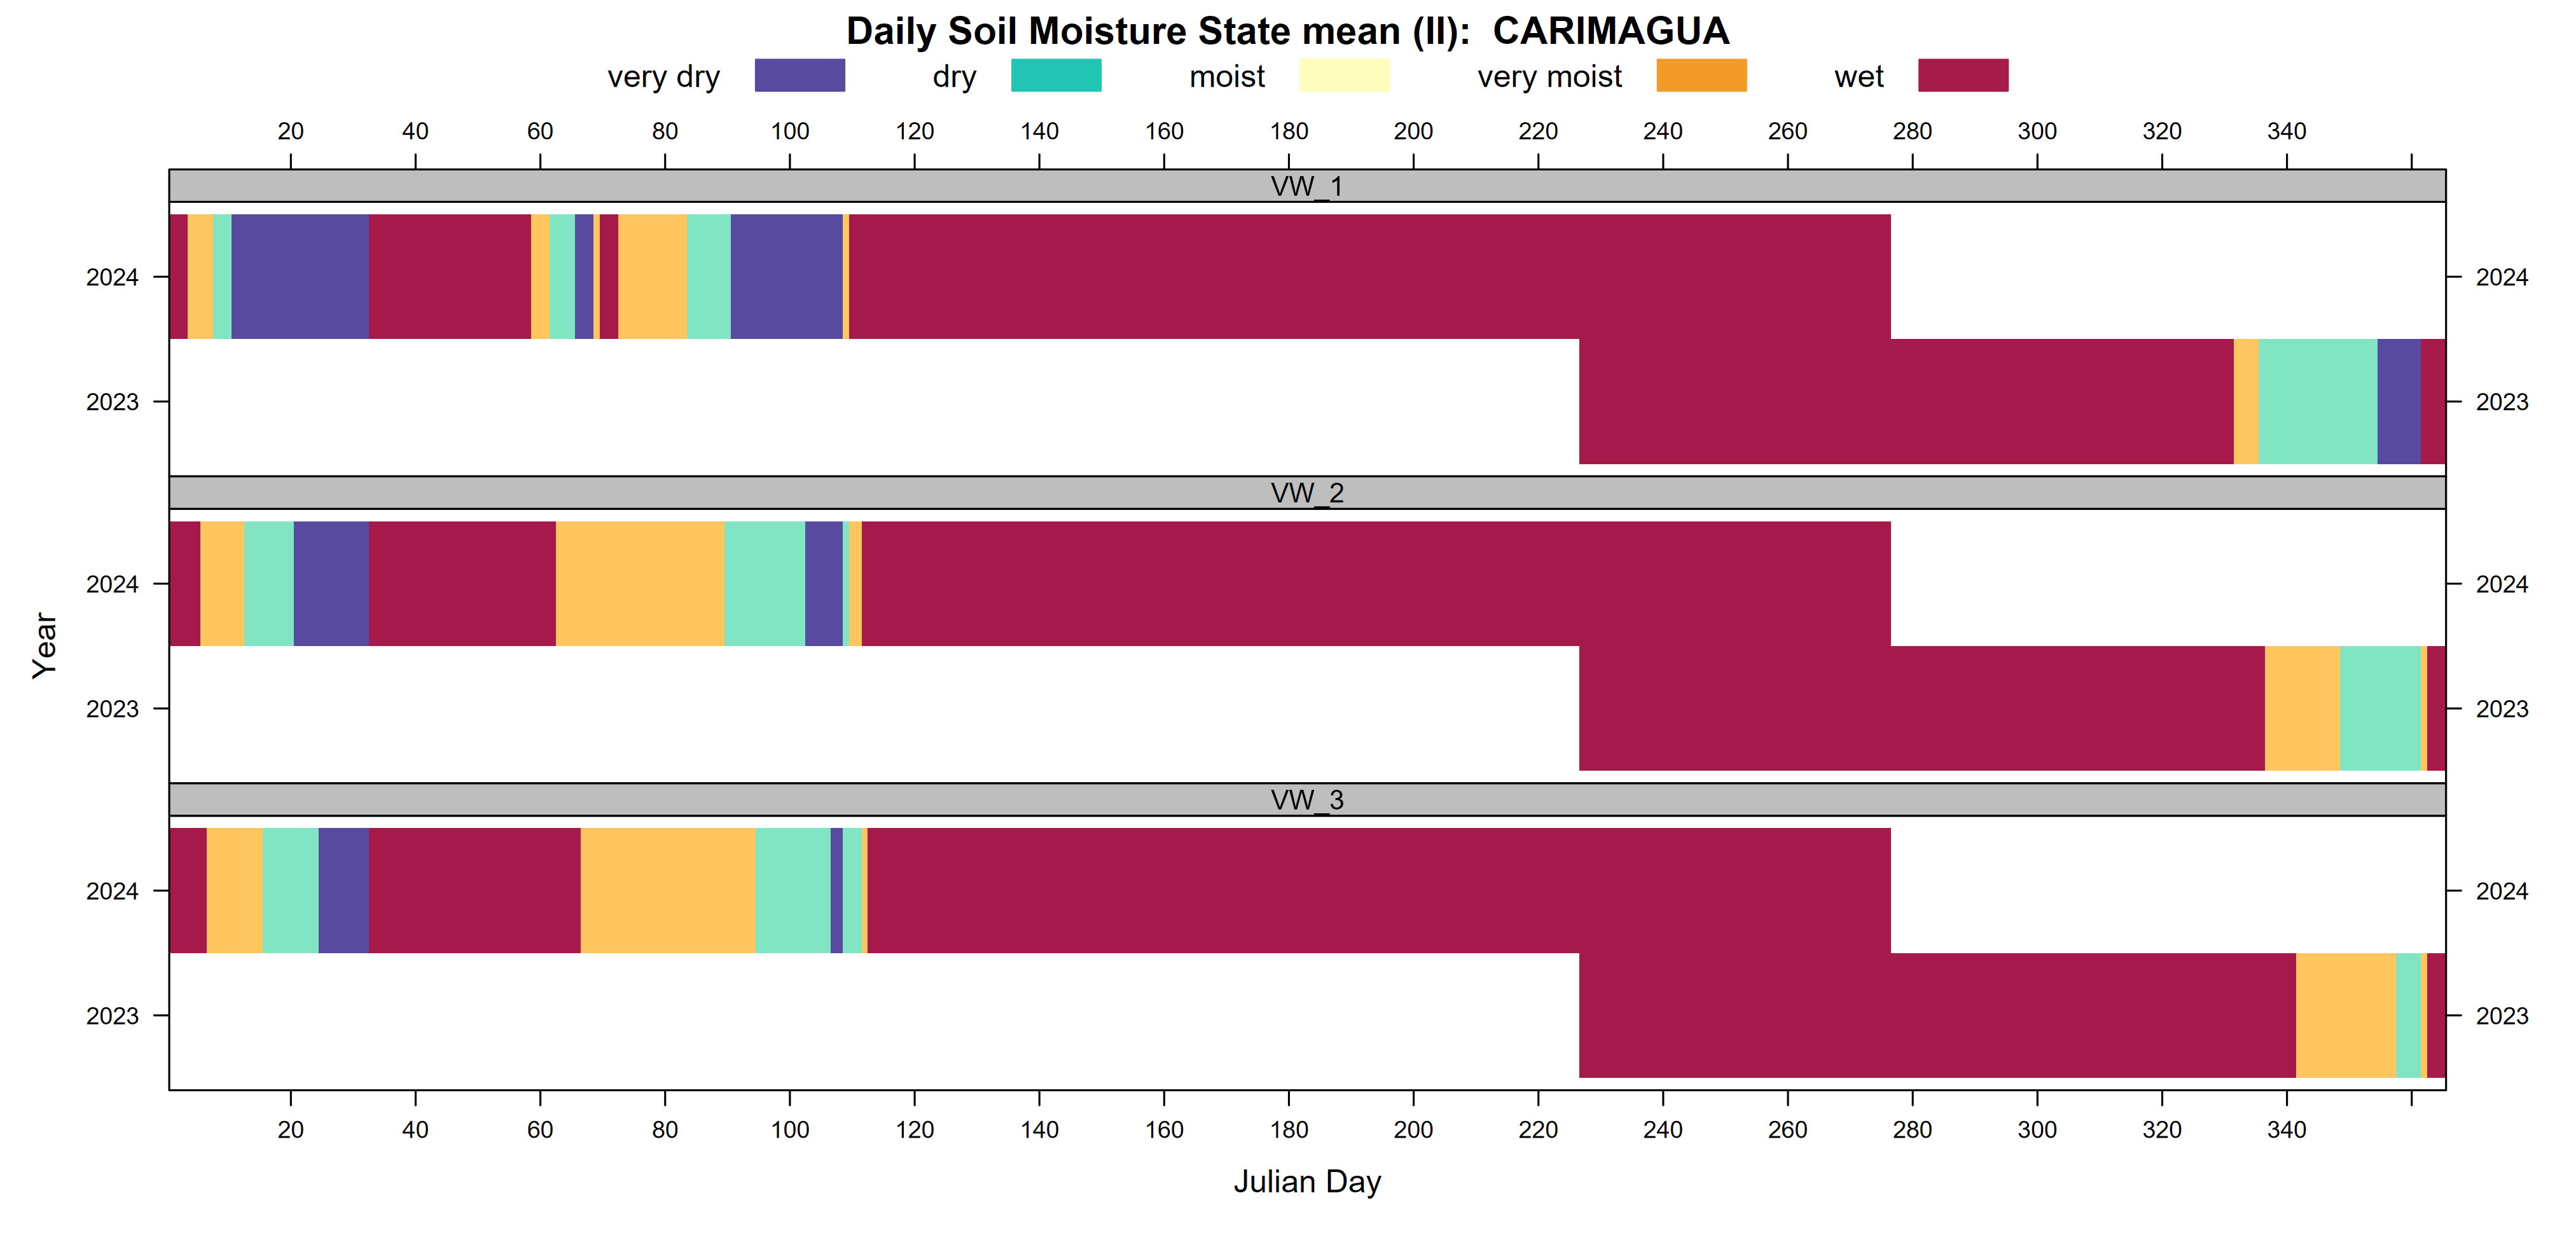 Daily Soil Moisture State mean (II):  CARIMAGUA
very dry dry moist very moist wet
20 40 60 80 100 120 140 160 180 200 220 240 260 280 300 320 340
VW_1
2024 2024
2023 2023
VW_2
2024 2024
Year
2023 2023
VW_3
2024 2024
2023 2023
20 40 60 80 100 120 140 160 180 200 220 240 260 280 300 320 340
Julian Day